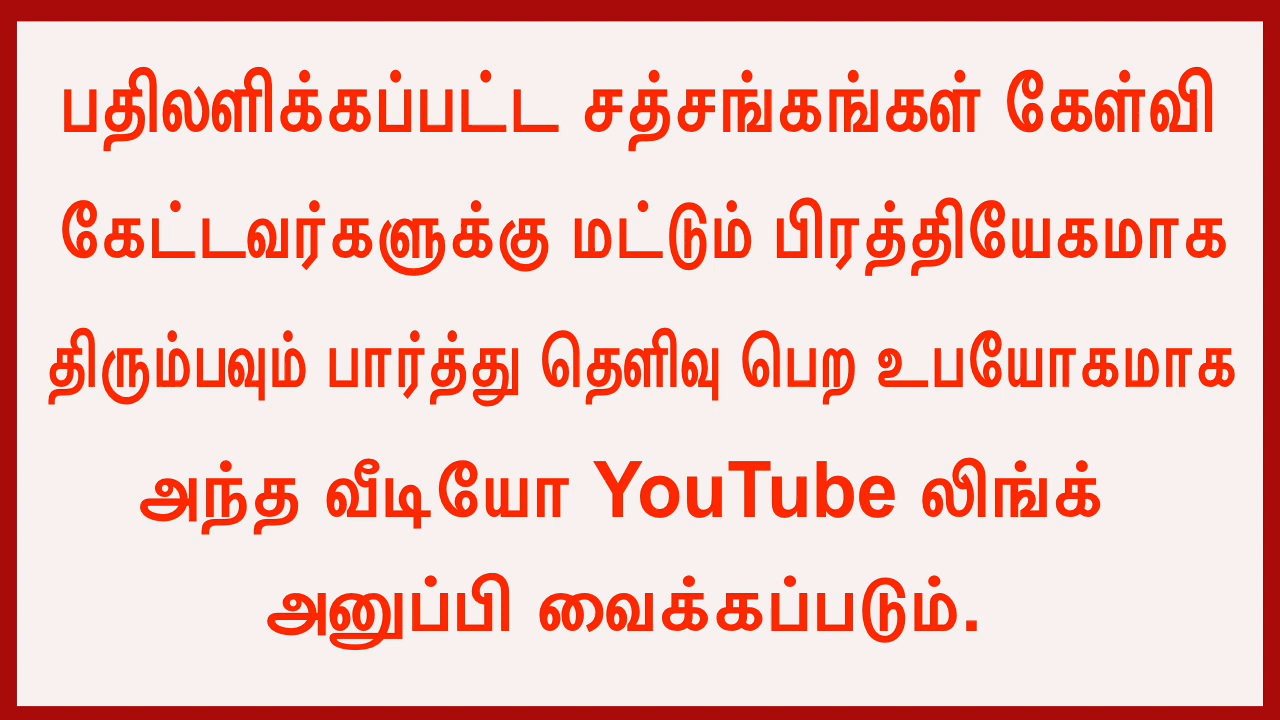 பதிலளிக்கப்பட்ட சத்சங்கங்கள் கேள்வி
கேட்டவர்களுக்கு மட்டும் பிரத்தியேகமாக
திரும்பவும் பார்த்து தெளிவு பெற உபயோகமாக
அந்த வீடியோ YouTube லிங்க்
அனுப்பி வைக்கப்படும்.